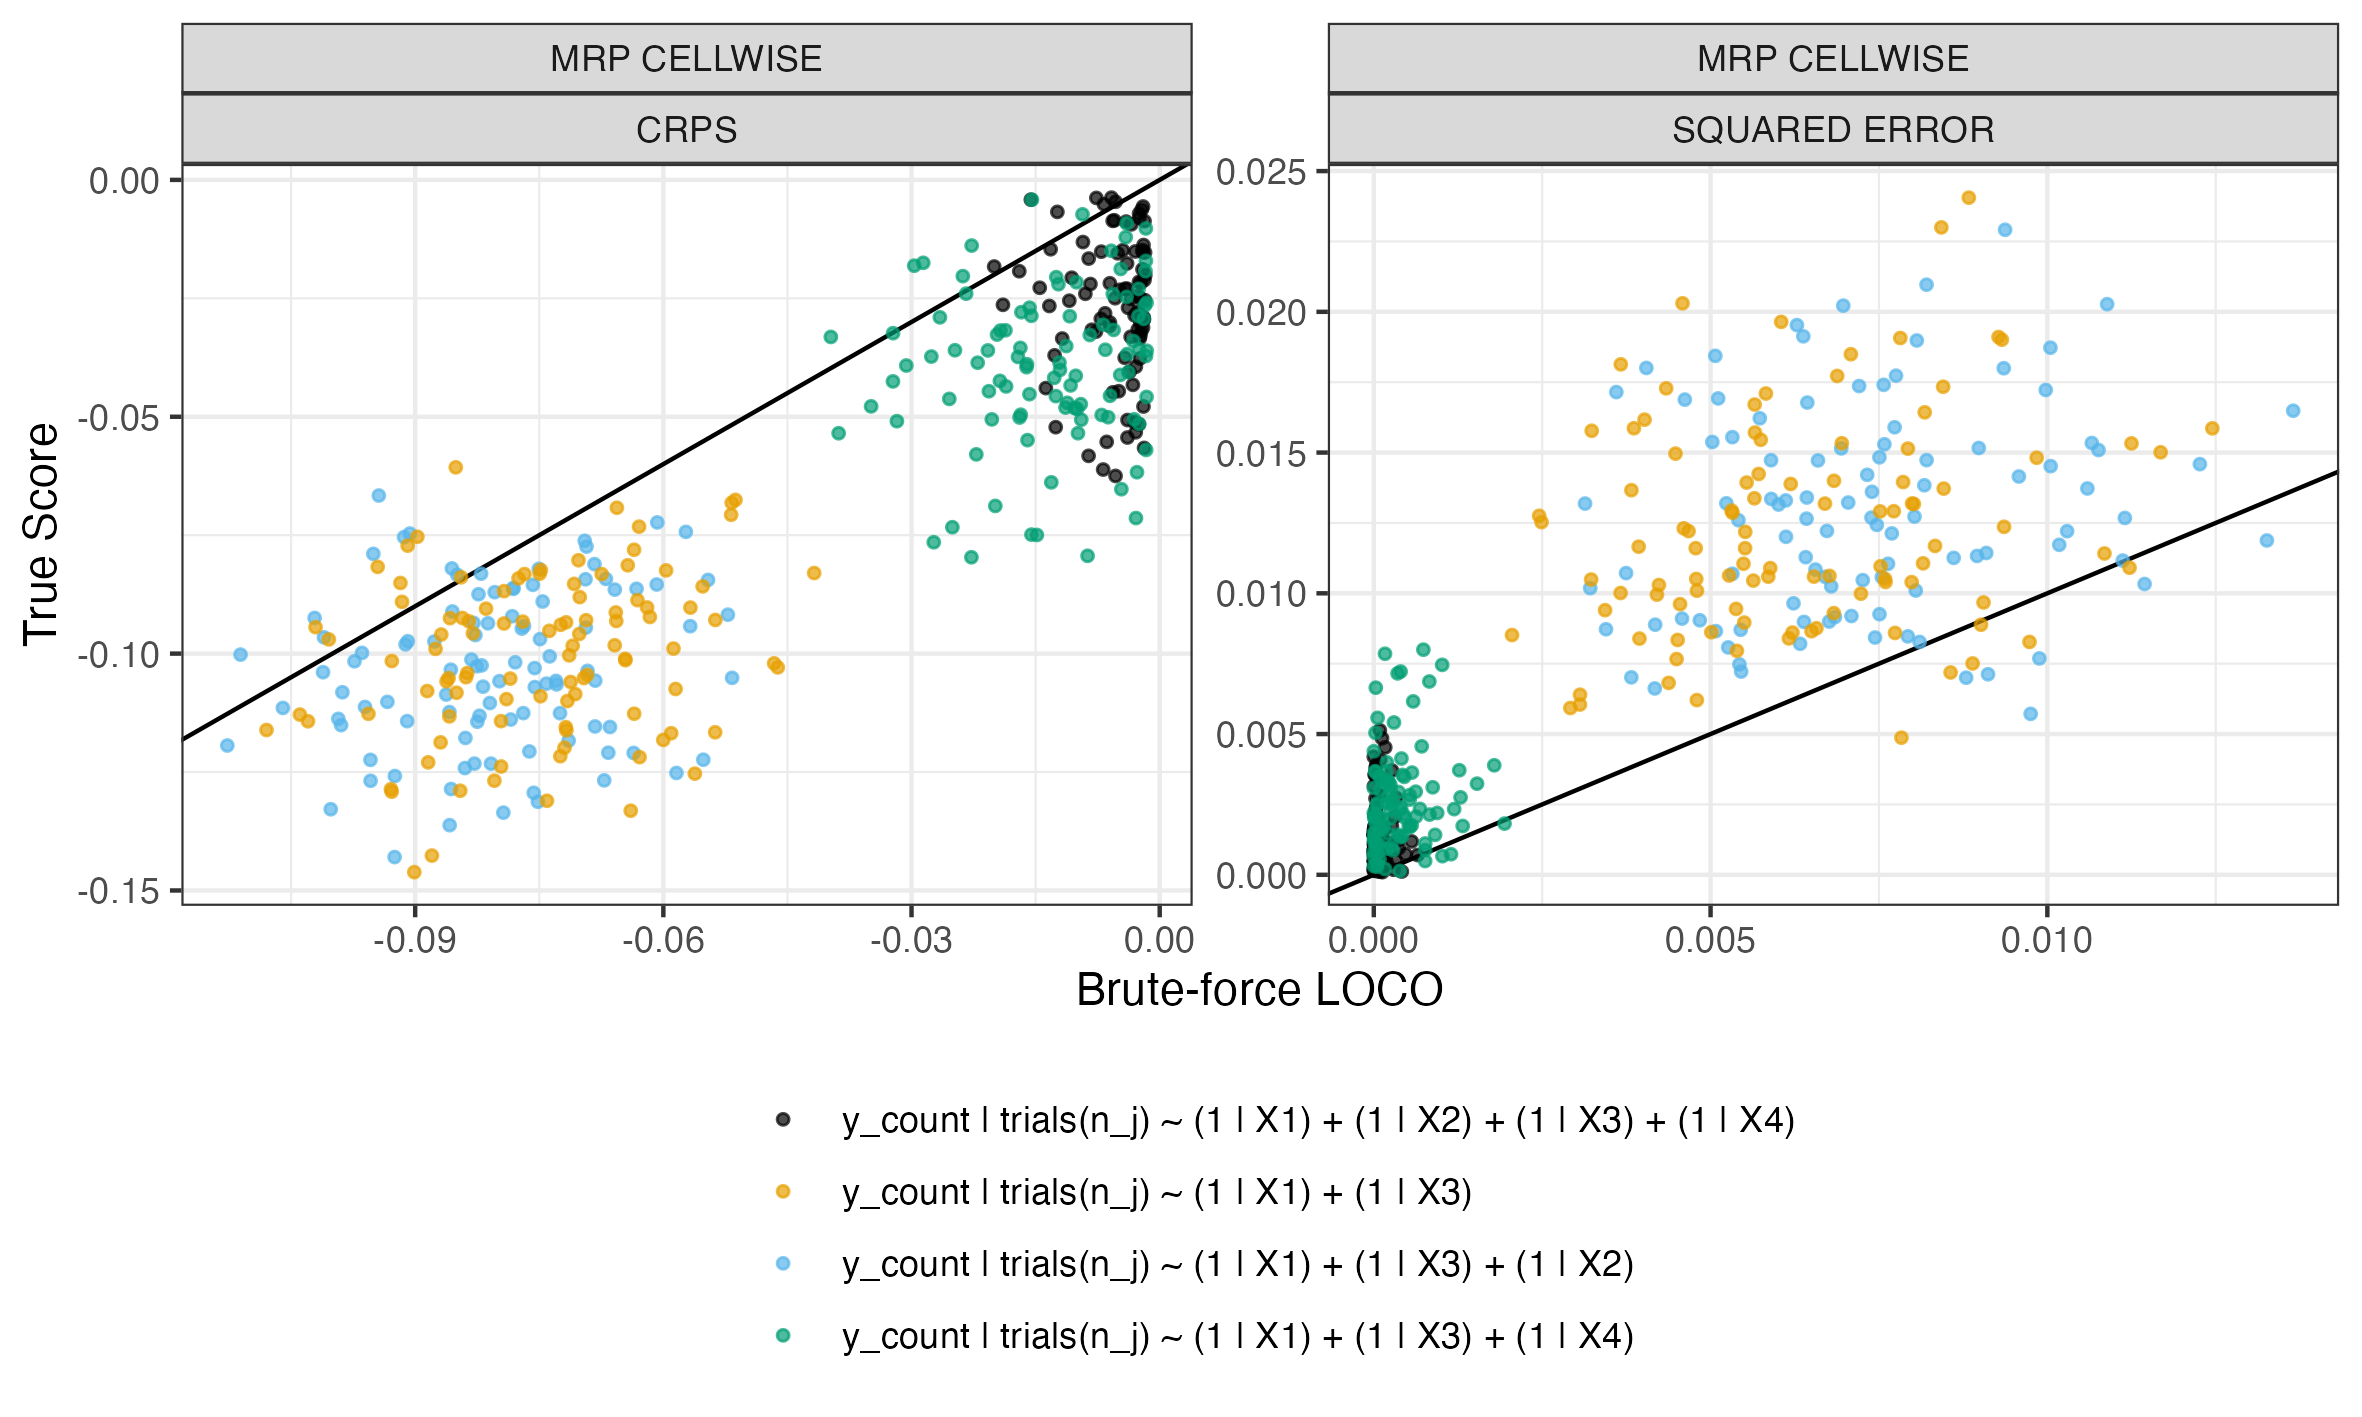 MRP CELLWISE
MRP CELLWISE
CRPS
SQUARED ERROR
True Score
0.00
-0.05
-0.10
-0.15
0.025
0.020
0.015
0.010
0.005
0.000
-0.09
-0.06
-0.03
0.00
0.000
0.005
0.010
Brute-force LOCO
y_count | trials(n_j) ~ (1 | X1) + (1 | X2) + (1 | X3) + (1 | X4)
y_count | trials(n_j) ~ (1 | X1) + (1 | X3)
y_count | trials(n_j) ~ (1 | X1) + (1 | X3) + (1 | X2)
y_count | trials(n_j) ~ (1 | X1) + (1 | X3) + (1 | X4)